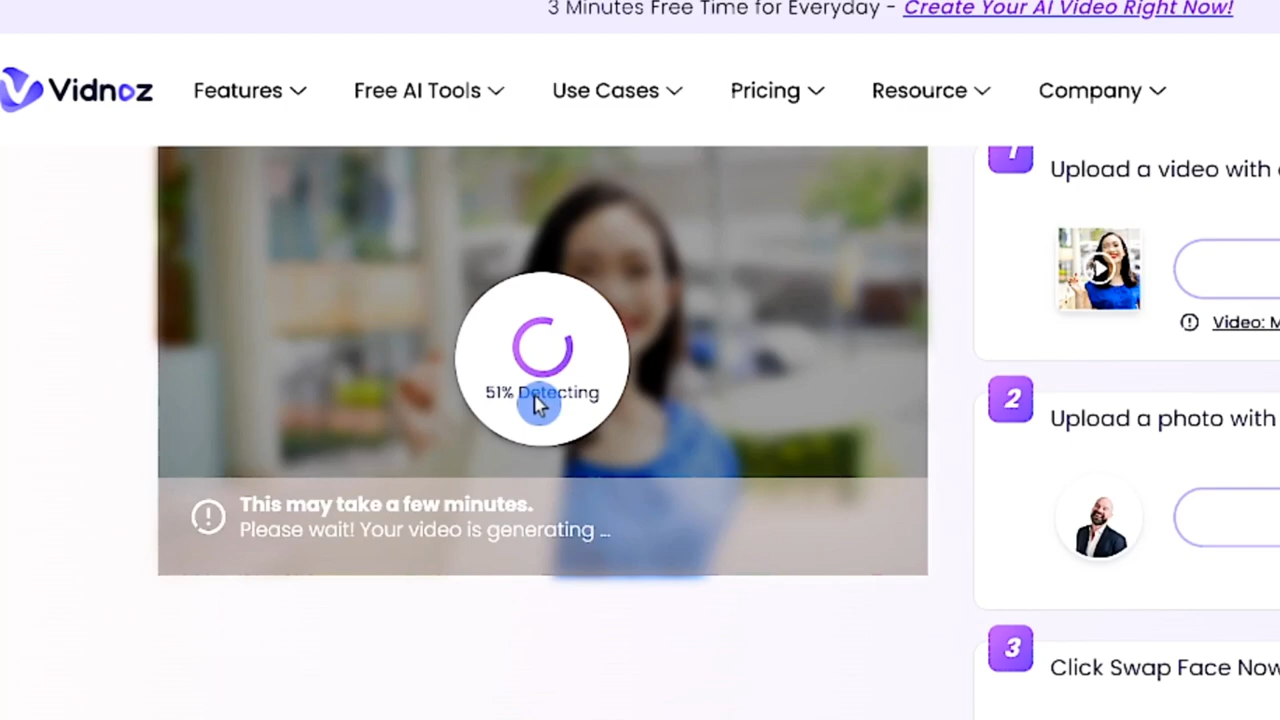 3 Minutes Free Time for Everyday - Create Your AI Video Right Now!
Vidnoz
Features
Free AI Tools
Use Cases
Pricing
Resource
Company
51% Detecting
This may take a few minutes.
Please wait! Your video is generating ...
1
Upload a video with
Video: M
2
Upload a photo with
3
Click Swap Face Now